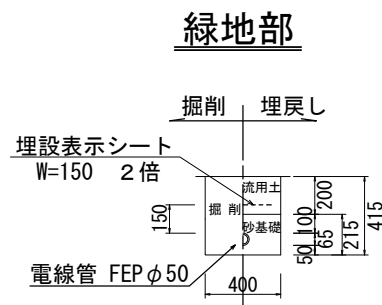 緑地部
掘削 埋戻し
埋設表示シート
W=150 2倍
流用土
掘 削
砂基礎
150
200
100
65
50
215
415
電線管 FEPφ50
400